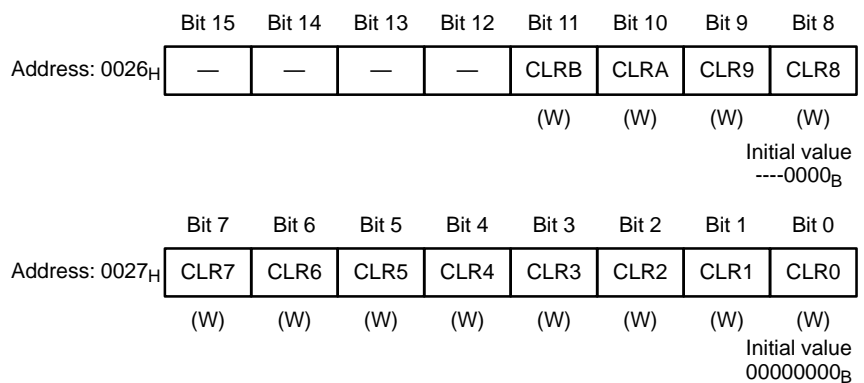 Bit 15 Bit 14 Bit 13 Bit 12 Bit 11 Bit 10 Bit 9 Bit 8
Address: 0026H — — — — CLRB CLRA CLR9 CLR8
(W) (W) (W) (W)
Initial value
----0000B
Bit 7 Bit 6 Bit 5 Bit 4 Bit 3 Bit 2 Bit 1 Bit 0
Address: 0027H CLR7 CLR6 CLR5 CLR4 CLR3 CLR2 CLR1 CLR0
(W) (W) (W) (W) (W) (W) (W) (W)
Initial value
00000000B